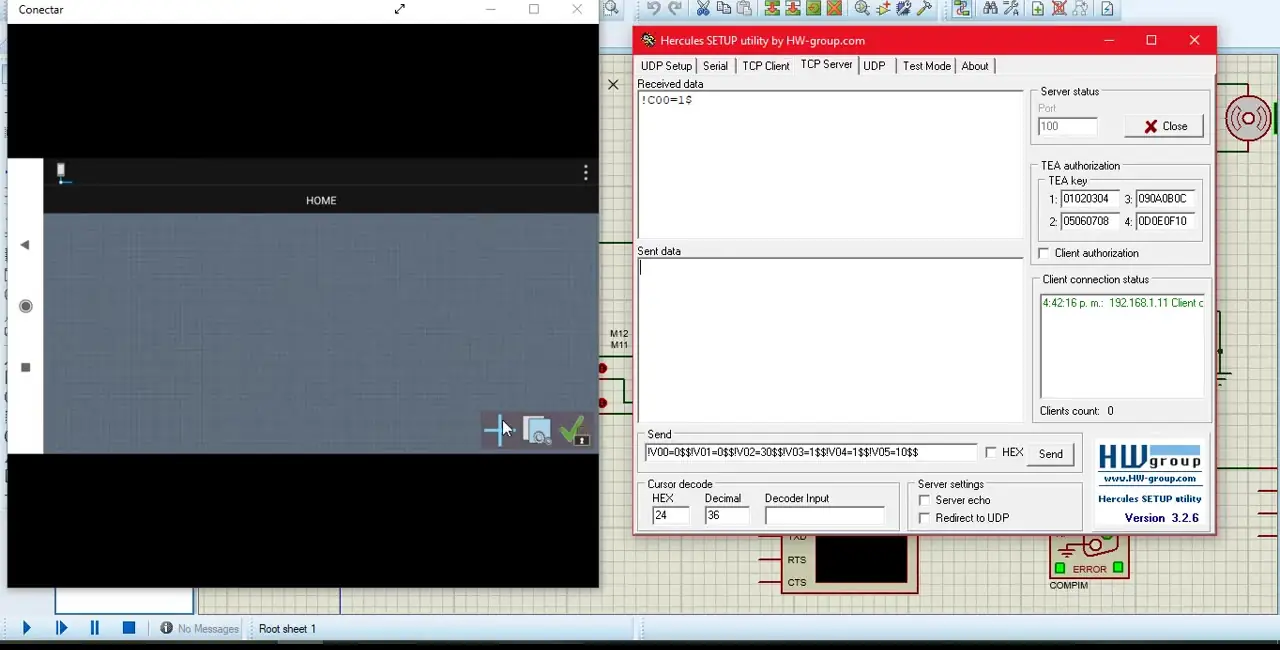 Conectar
HOME
Hercules SETUP utility by HW-group.com
UDP Setup
Serial
TCP Client
TCP Server
UDP
Test Mode
About
Received data
!C00=1$
Server status
Port
100
Close
TEA authorization
TEA key
1: 01020304 3: 090A0B0C
2: 05060708 4: 0D0E0F10
Client authorization
Sent data
Client connection status
4:42:16 p. m.: 192.168.1.11 Client c
Clients count: 0
Send
!V00=0$$!V01=0$$!V02=30$$!V03=1$$!V04=1$$!V05=10$$
HEX
Send
Cursor decode
HEX
Decimal
Decoder Input
24
36
Server settings
Server echo
Redirect to UDP
HWgroup
www.HW-group.com
Hercules SETUP utility
Version 3.2.6
M12
M11
TXD
RTS
CTS
ERROR
COMPIM
No Messages
Root sheet 1